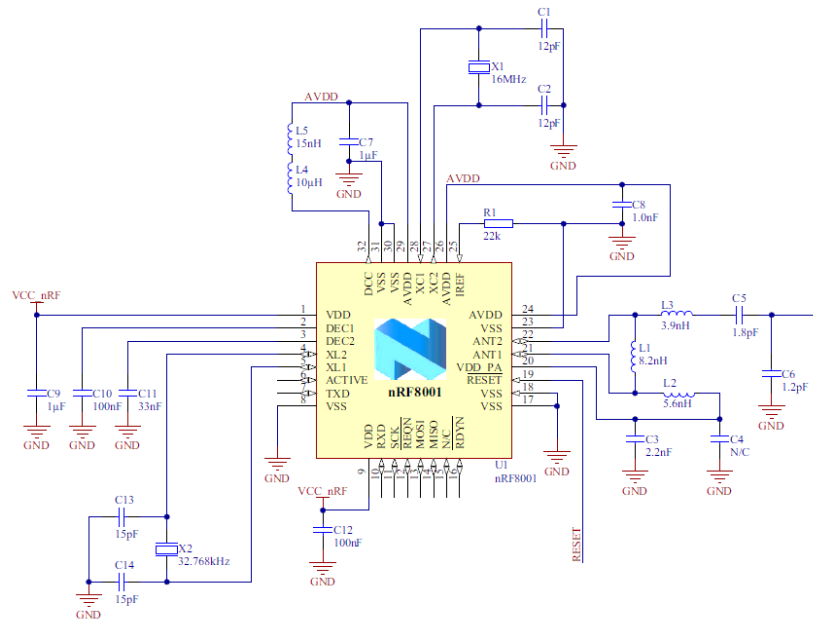 C1
12pF
X1
16MHz
C2
12pF
GND
AVDD
L5
15nH
L4
10µH
C7
1µF
GND
AVDD
C8
1.0nF
GND
R1
22k
32
31
30
29
28
27
26
25
DCC
VSS
VSS
AVDD
XC1
XC2
AVDD
IREF
VCC_nRF
1
2
3
4
5
6
7
8
VDD
DEC1
DEC2
XL2
XL1
ACTIVE
TXD
VSS
nRF8001
AVDD
VSS
ANT2
ANT1
VDD_PA
RESET
VSS
VSS
24
23
22
21
20
19
18
17
VDD
RXD
SCK
REQN
MOSI
MISO
N/C
RDYN
9
10
11
12
13
14
15
16
U1
nRF8001
L3
3.9nH
C5
1.8pF
L1
8.2nH
L2
5.6nH
C6
1.2pF
GND
C3
2.2nF
GND
C4
N/C
GND
GND
RESET
C9
1µF
GND
C10
100nF
GND
C11
33nF
GND
GND
VCC_nRF
C12
100nF
GND
C13
15pF
X2
32.768kHz
C14
15pF
GND